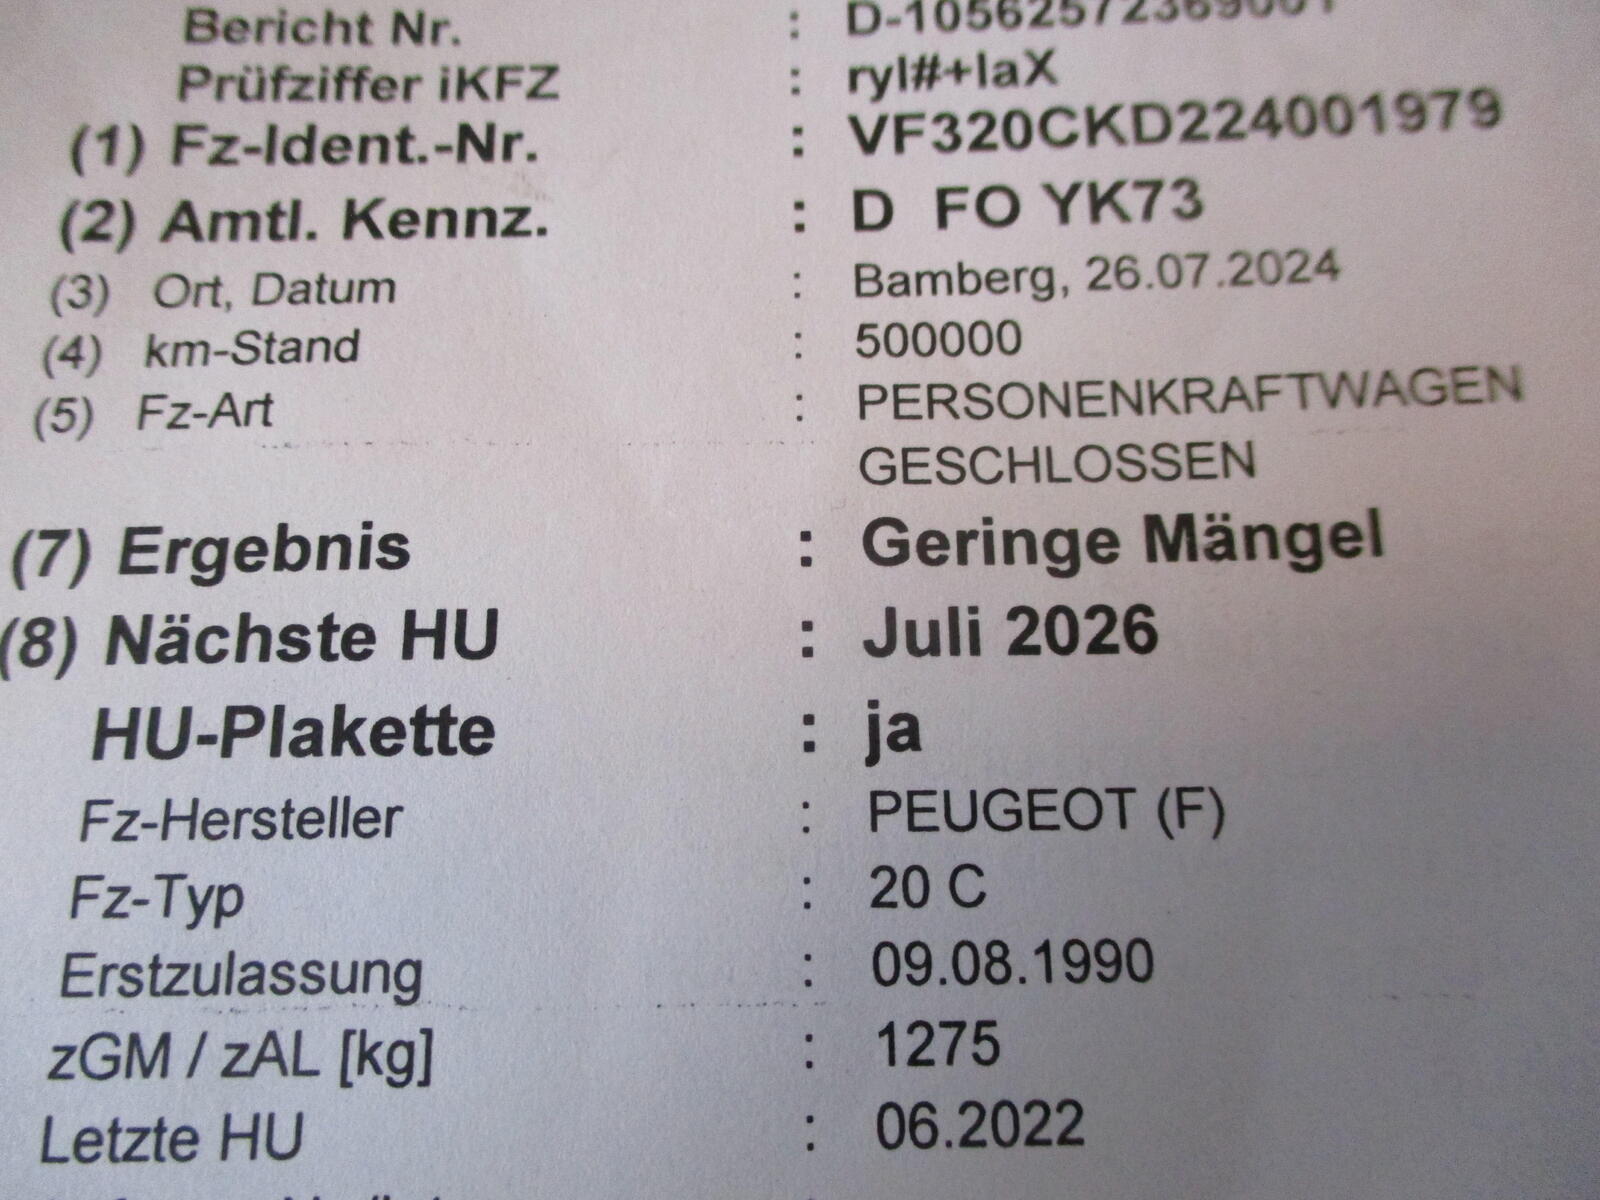 Bericht Nr. :
Prüfziffer iKFZ : ryl#+laX
(1) Fz-Ident.-Nr. : VF320CKD224001979
(2) Amtl. Kennz. : D FO YK73
(3) Ort, Datum : Bamberg, 26.07.2024
(4) km-Stand : 500000
(5) Fz-Art : PERSONENKRAFTWAGEN
GESCHLOSSEN
(7) Ergebnis : Geringe Mängel
(8) Nächste HU : Juli 2026
HU-Plakette : ja
Fz-Hersteller : PEUGEOT (F)
Fz-Typ : 20 C
Erstzulassung : 09.08.1990
zGM / zAL [kg] : 1275
Letzte HU : 06.2022